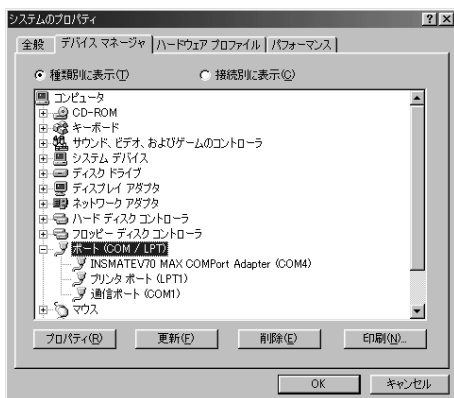 システムのプロパティ
全般 デバイス マネージャ ハードウェア プロファイル パフォーマンス
種類別に表示(T) 接続別に表示(C)
コンピュータ
CD-ROM
キーボード
サウンド、ビデオ、およびゲームのコントローラ
システム デバイス
ディスク ドライブ
ディスプレイ アダプタ
ネットワーク アダプタ
ハード ディスク コントローラ
フロッピー ディスク コントローラ
ポート (COM / LPT)
INSMATEV70 MAX COMPort Adapter (COM4)
プリンタ ポート (LPT1)
通信ポート (COM1)
マウス
プロパティ(R) 更新(F) 削除(E) 印刷(N)...
OK キャンセル